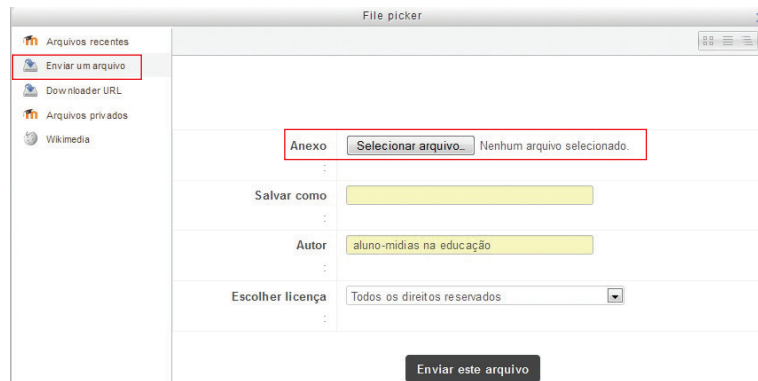 File picker
Arquivos recentes
Enviar um arquivo
Downloader URL
Arquivos privados
Wikimedia
Anexo
:
Selecionar arquivo... Nenhum arquivo selecionado.
Salvar como
:
Autor
:
aluno-midias na educação
Escolher licença
:
Todos os direitos reservados
Enviar este arquivo